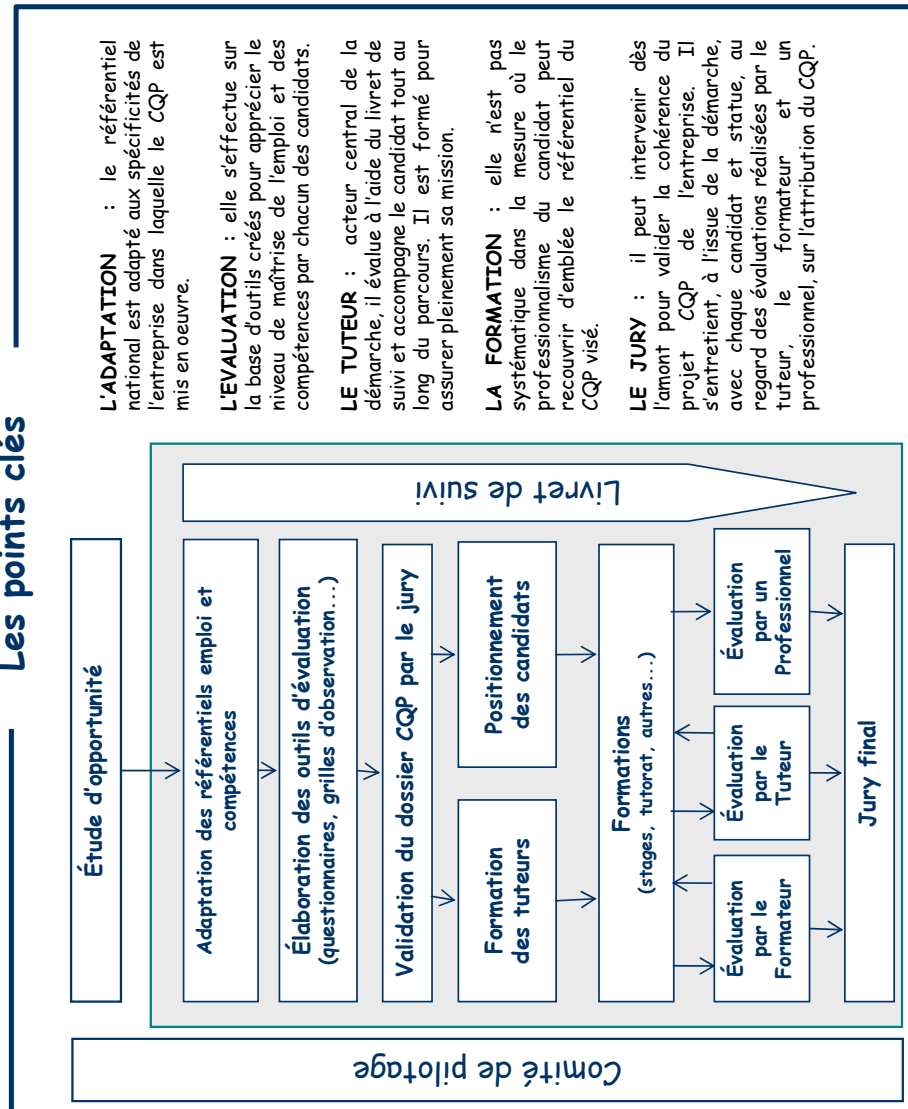 Les points clés
Comité de pilotage
Étude d'opportunité
Adaptation des référentiels emploi et
compétences
Élaboration des outils d'évaluation
(questionnaires, grilles d'observation...)
Validation du dossier CQP par le jury
Formation
des tuteurs
Positionnement
des candidats
Formations
(stages, tutorat, autres...)
Évaluation
par le
Formateur
Évaluation
par le
Tuteur
Évaluation
par un
Professionnel
Jury final
Livret de suivi
L'ADAPTATION : le référentiel
national est adapté aux spécificités de
l'entreprise dans laquelle le CQP est
mis en oeuvre.
L'EVALUATION : elle s'effectue sur
la base d'outils créés pour apprécier le
niveau de maîtrise de l'emploi et des
compétences par chacun des candidats.
LE TUTEUR : acteur central de la
démarche, il évalue à l'aide du livret de
suivi et accompagne le candidat tout au
long du parcours. Il est formé pour
assurer pleinement sa mission.
LA FORMATION : elle n'est pas
systématique dans la mesure où le
professionnalisme du candidat peut
recouvrir d'emblée le référentiel du
CQP visé.
LE JURY : il peut intervenir dès
l'amont pour valider la cohérence du
projet CQP de l'entreprise. Il
s'entretient, à l'issue de la démarche,
avec chaque candidat et statue, au
regard des évaluations réalisées par le
tuteur, le formateur et un
professionnel, sur l'attribution du CQP.